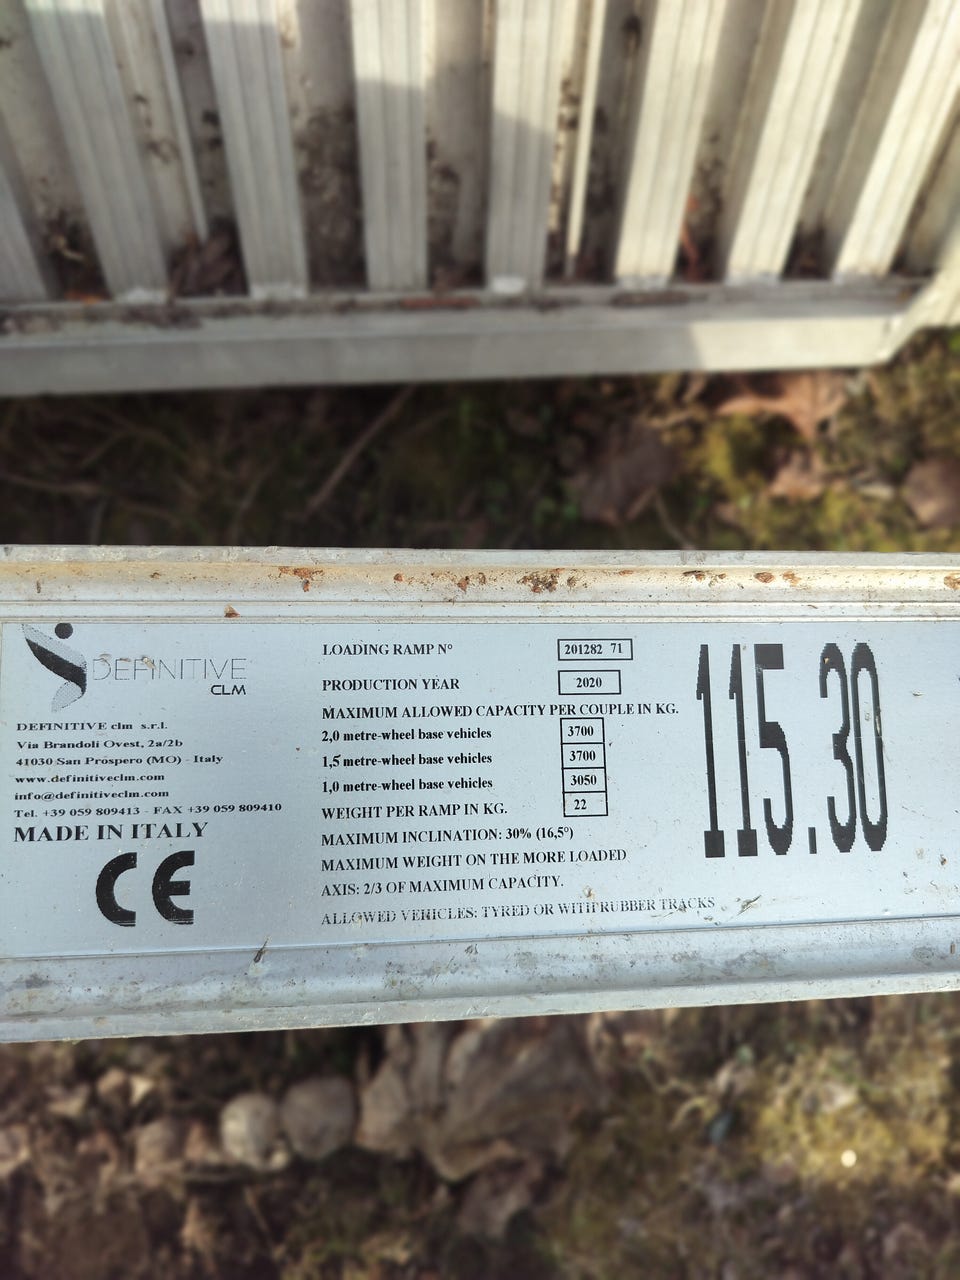 DEFINITIVE
CLM
DEFINITIVE clm s.r.l.
Via Brandoli Ovest, 2a/2b
41030 San Prospero (MO) - Italy
www.definitiveclm.com
info@definitiveclm.com
Tel. +39 059 809413 - FAX +39 059 809410
MADE IN ITALY
CE
LOADING RAMP N° 201282 71
PRODUCTION YEAR 2020
MAXIMUM ALLOWED CAPACITY PER COUPLE IN KG.
2,0 metre-wheel base vehicles 3700
1,5 metre-wheel base vehicles 3700
1,0 metre-wheel base vehicles 3050
WEIGHT PER RAMP IN KG. 22
MAXIMUM INCLINATION: 30% (16,5°)
MAXIMUM WEIGHT ON THE MORE LOADED
AXIS: 2/3 OF MAXIMUM CAPACITY.
ALLOWED VEHICLES: TYRED OR WITH RUBBER TRACKS
115.30